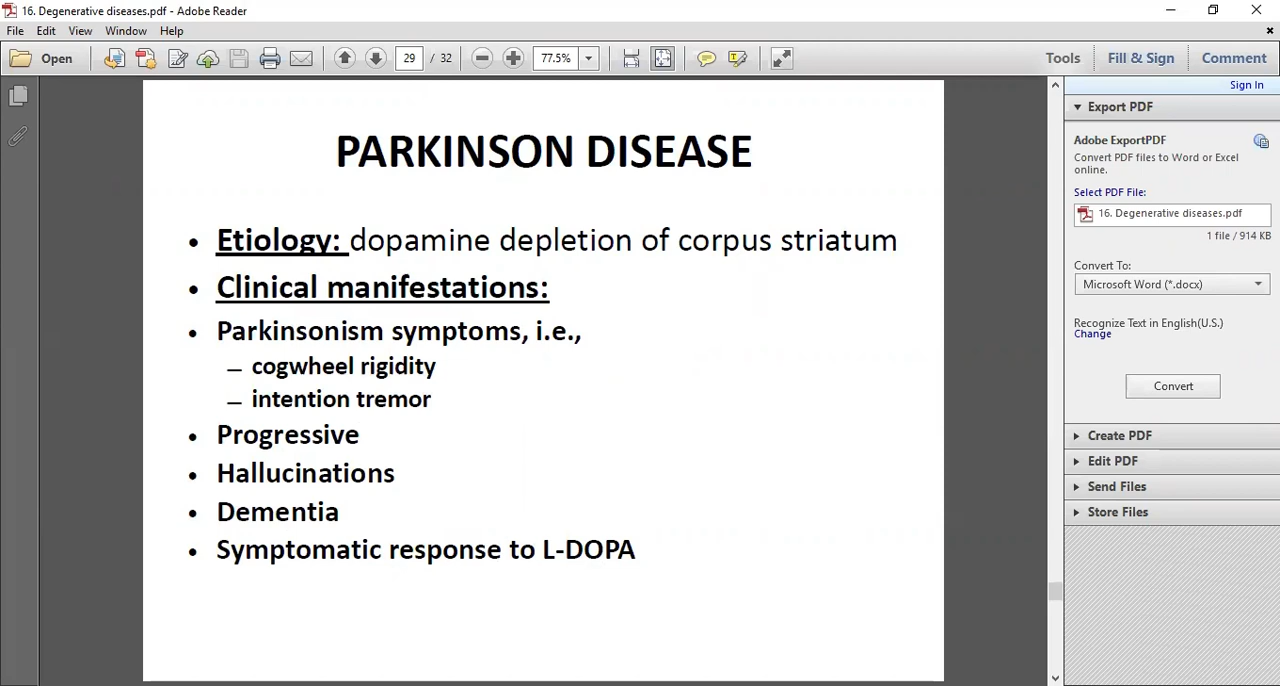 16. Degenerative diseases.pdf - Adobe Reader
File Edit View Window Help
Open 29 / 32 77.5% Tools Fill & Sign Comment
Sign In
PARKINSON DISEASE
• Etiology: dopamine depletion of corpus striatum
• Clinical manifestations:
• Parkinsonism symptoms, i.e.,
– cogwheel rigidity
– intention tremor
• Progressive
• Hallucinations
• Dementia
• Symptomatic response to L-DOPA
Export PDF
Adobe ExportPDF
Convert PDF files to Word or Excel
online.
Select PDF File:
16. Degenerative diseases.pdf
1 file / 914 KB
Convert To:
Microsoft Word (*.docx)
Recognize Text in English(U.S.)
Change
Convert
Create PDF
Edit PDF
Send Files
Store Files